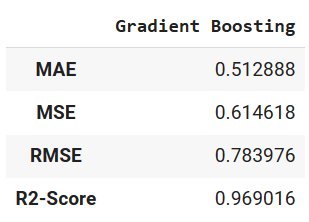 Gradient Boosting
MAE 0.512888
MSE 0.614618
RMSE 0.783976
R2-Score 0.969016